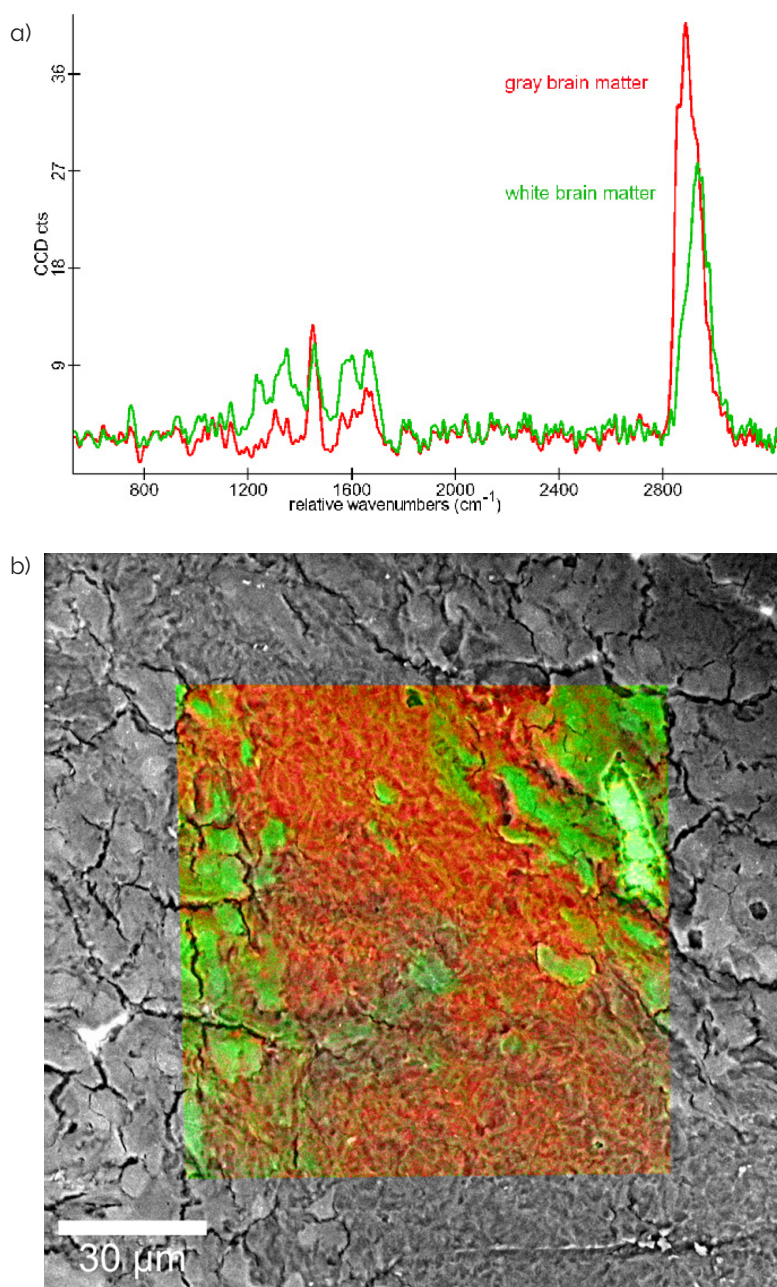 a)
36
27
18
9
CCD cts
gray brain matter
white brain matter
800 1200 1600 2000 2400 2800
relative wavenumbers (cm⁻¹)
b)
30 µm